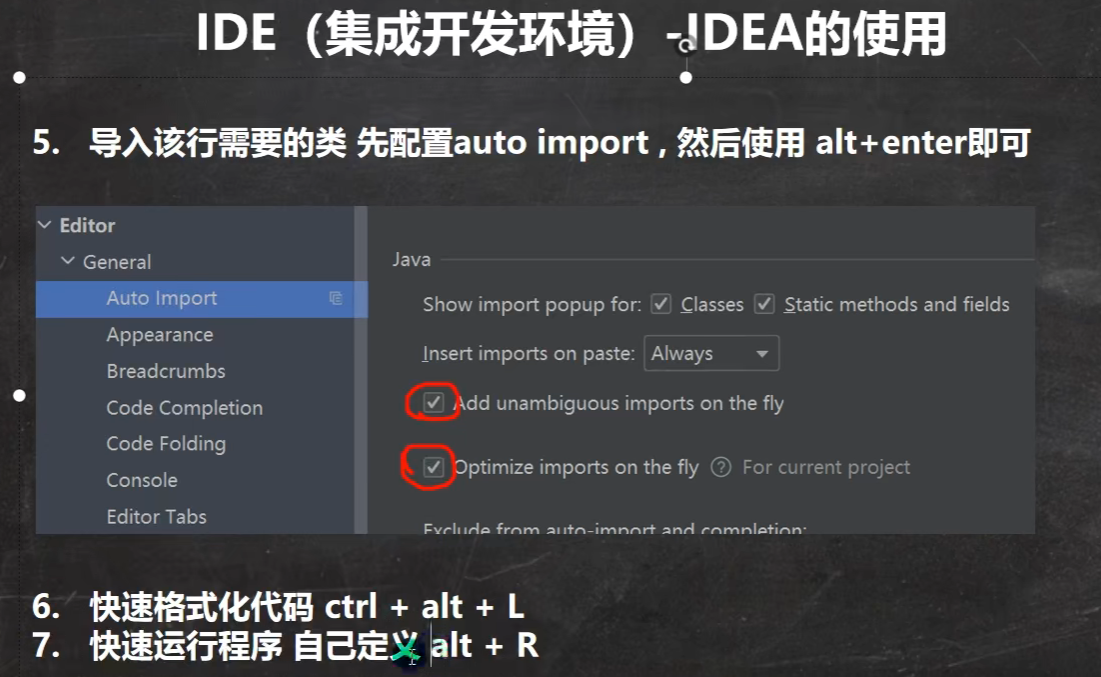 IDE（集成开发环境）-IDEA的使用
5. 导入该行需要的类 先配置auto import , 然后使用 alt+enter即可
Editor
General
Auto Import
Appearance
Breadcrumbs
Code Completion
Code Folding
Console
Editor Tabs
Java
Show import popup for: Classes Static methods and fields
Insert imports on paste: Always
Add unambiguous imports on the fly
Optimize imports on the fly ? For current project
Exclude from auto-import and completion:
6. 快速格式化代码 ctrl + alt + L
7. 快速运行程序 自己定义 alt + R